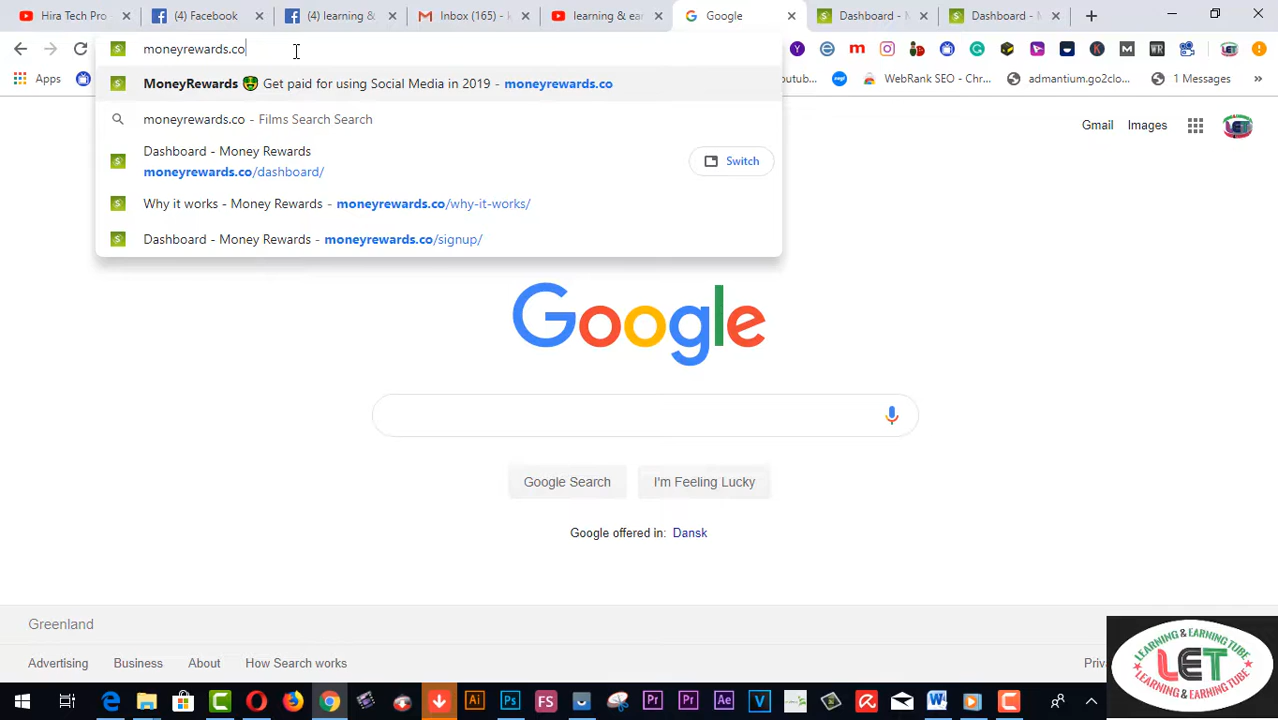 Hira Tech Pro
(4) Facebook
(4) learning &
Inbox (165) - k
learning & ea
Google
Dashboard - M
Dashboard - M
moneyrewards.co
Apps
outub...
WebRank SEO - Chr...
admantium.go2clo...
1 Messages
MoneyRewards 🤑 Get paid for using Social Media in 2019 - moneyrewards.co
moneyrewards.co - Films Search Search
Dashboard - Money Rewards
moneyrewards.co/dashboard/
Switch
Why it works - Money Rewards - moneyrewards.co/why-it-works/
Dashboard - Money Rewards - moneyrewards.co/signup/
Gmail
Images
Google
Google Search
I'm Feeling Lucky
Google offered in: Dansk
Greenland
Advertising
Business
About
How Search works
LEARNING & EARNING TUBE
LET
LEARNING & EARNING TUBE